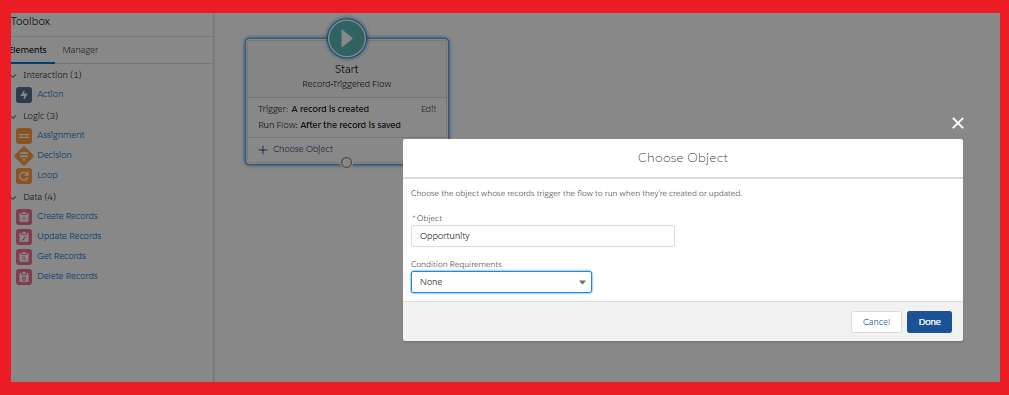 Toolbox
Elements Manager
Interaction (1)
Action
Logic (3)
Assignment
Decision
Loop
Data (4)
Create Records
Update Records
Get Records
Delete Records
Start
Record-Triggered Flow
Trigger: A record is created Edit
Run Flow: After the record is saved
+ Choose Object
Choose Object
Choose the object whose records trigger the flow to run when they're created or updated.
* Object
Opportunity
Condition Requirements
None
Cancel Done